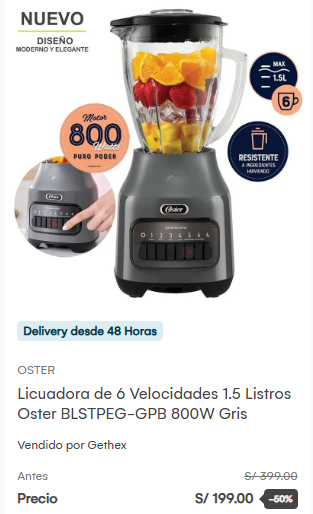 NUEVO
DISEÑO
MODERNO Y ELEGANTE
MAX
1.5L
6
Motor
800
Watts
PURO PODER
RESISTENTE
A INGREDIENTES
HIRVIENDO
Oster
Oster
Delivery desde 48 Horas
OSTER
Licuadora de 6 Velocidades 1.5 Listros
Oster BLSTPEG-GPB 800W Gris
Vendido por Gethex
Antes S/ 399.00
Precio S/ 199.00 -50%